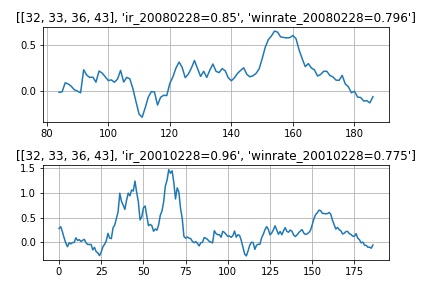 [[32, 33, 36, 43], 'ir_20080228=0.85', 'winrate_20080228=0.796']
0.5
0.0
80 100 120 140 160 180
[[32, 33, 36, 43], 'ir_20010228=0.96', 'winrate_20010228=0.775']
1.5
1.0
0.5
0.0
0 25 50 75 100 125 150 175